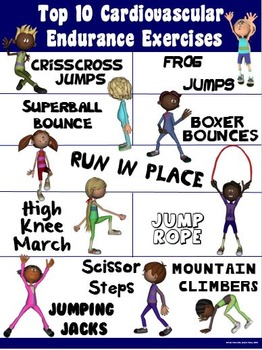 Top 10 Cardiovascular
Endurance Exercises
CRISSCROSS
JUMPS
FROG
JUMPS
SUPERBALL
BOUNCE
BOXER
BOUNCES
RUN IN PLACE
High
Knee
March
JUMP
ROPE
Scissor
Steps
MOUNTAIN
CLIMBERS
JUMPING
JACKS